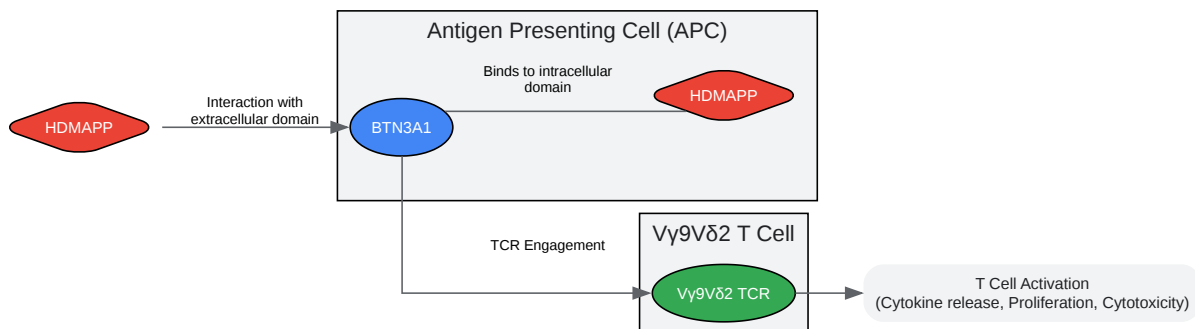 Antigen Presenting Cell (APC)
Binds to intracellular
domain
HDMAPP
Interaction with
extracellular domain
HDMAPP
BTN3A1
Vγ9Vδ2 T Cell
TCR Engagement
Vγ9Vδ2 TCR
T Cell Activation
(Cytokine release, Proliferation, Cytotoxicity)